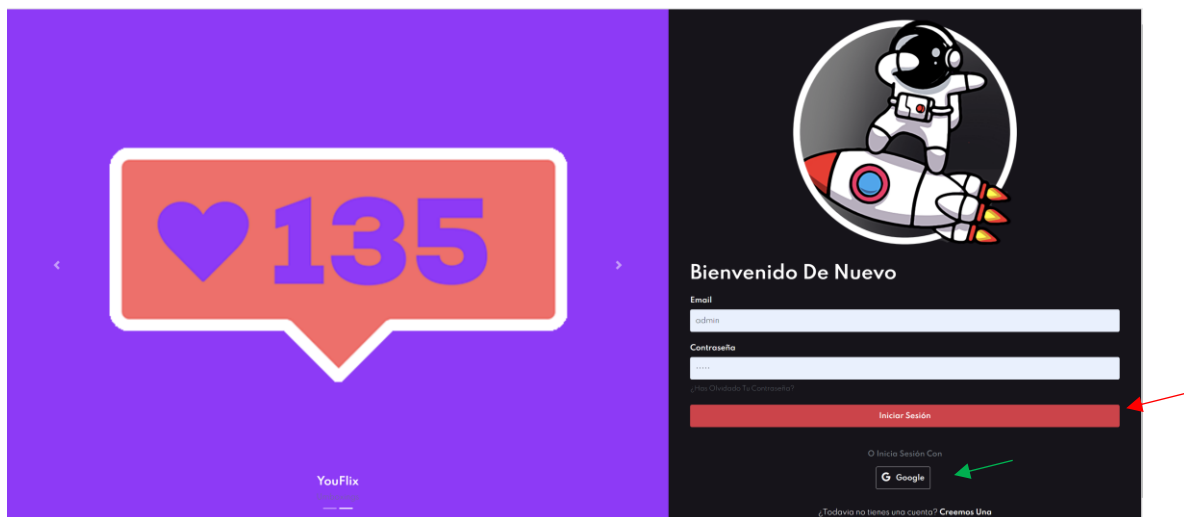 135
YouFlix
Bienvenido De Nuevo
Email
admin
Contraseña
.....
¿Has Olvidado Tu Contraseña?
Iniciar Sesión
O Inicia Sesión Con
G Google
¿Todavia no tienes una cuenta? Creemos Una